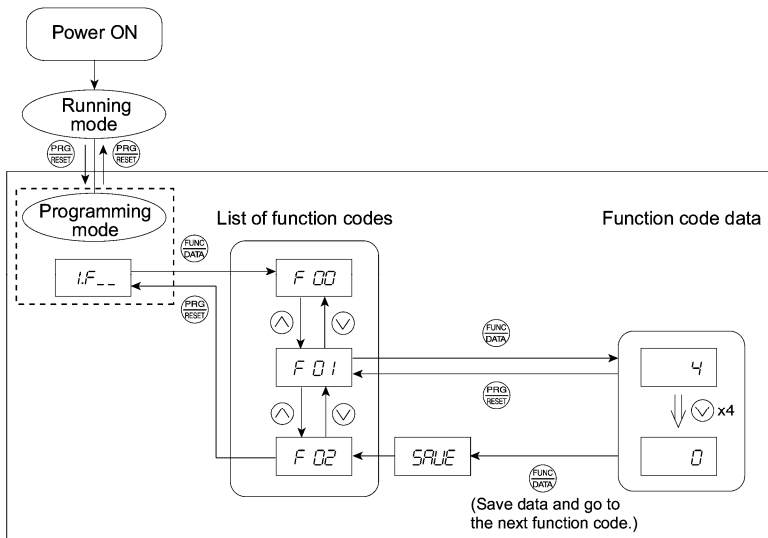 Power ON
Running
mode
PRG
RESET
PRG
RESET
Programming
mode
List of function codes
Function code data
FUNC
DATA
1.F__
F 00
PRG
RESET
FUNC
DATA
F 01
4
PRG
RESET
x4
F 02
SAVE
0
FUNC
DATA
(Save data and go to
the next function code.)